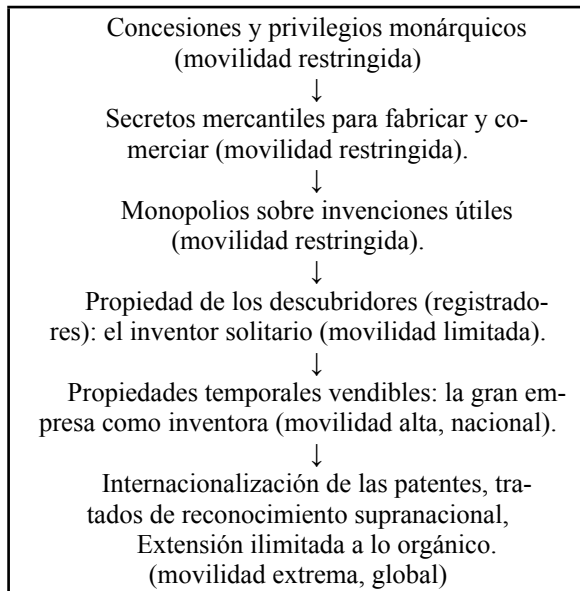 Concesiones y privilegios monárquicos
(movilidad restringida)
↓
Secretos mercantiles para fabricar y co-
merciar (movilidad restringida).
↓
Monopolios sobre invenciones útiles
(movilidad restringida).
↓
Propiedad de los descubridores (registrado-
res): el inventor solitario (movilidad limitada).
↓
Propiedades temporales vendibles: la gran em-
presa como inventora (movilidad alta, nacional).
↓
Internacionalización de las patentes, tra-
tados de reconocimiento supranacional,
Extensión ilimitada a lo orgánico.
(movilidad extrema, global)